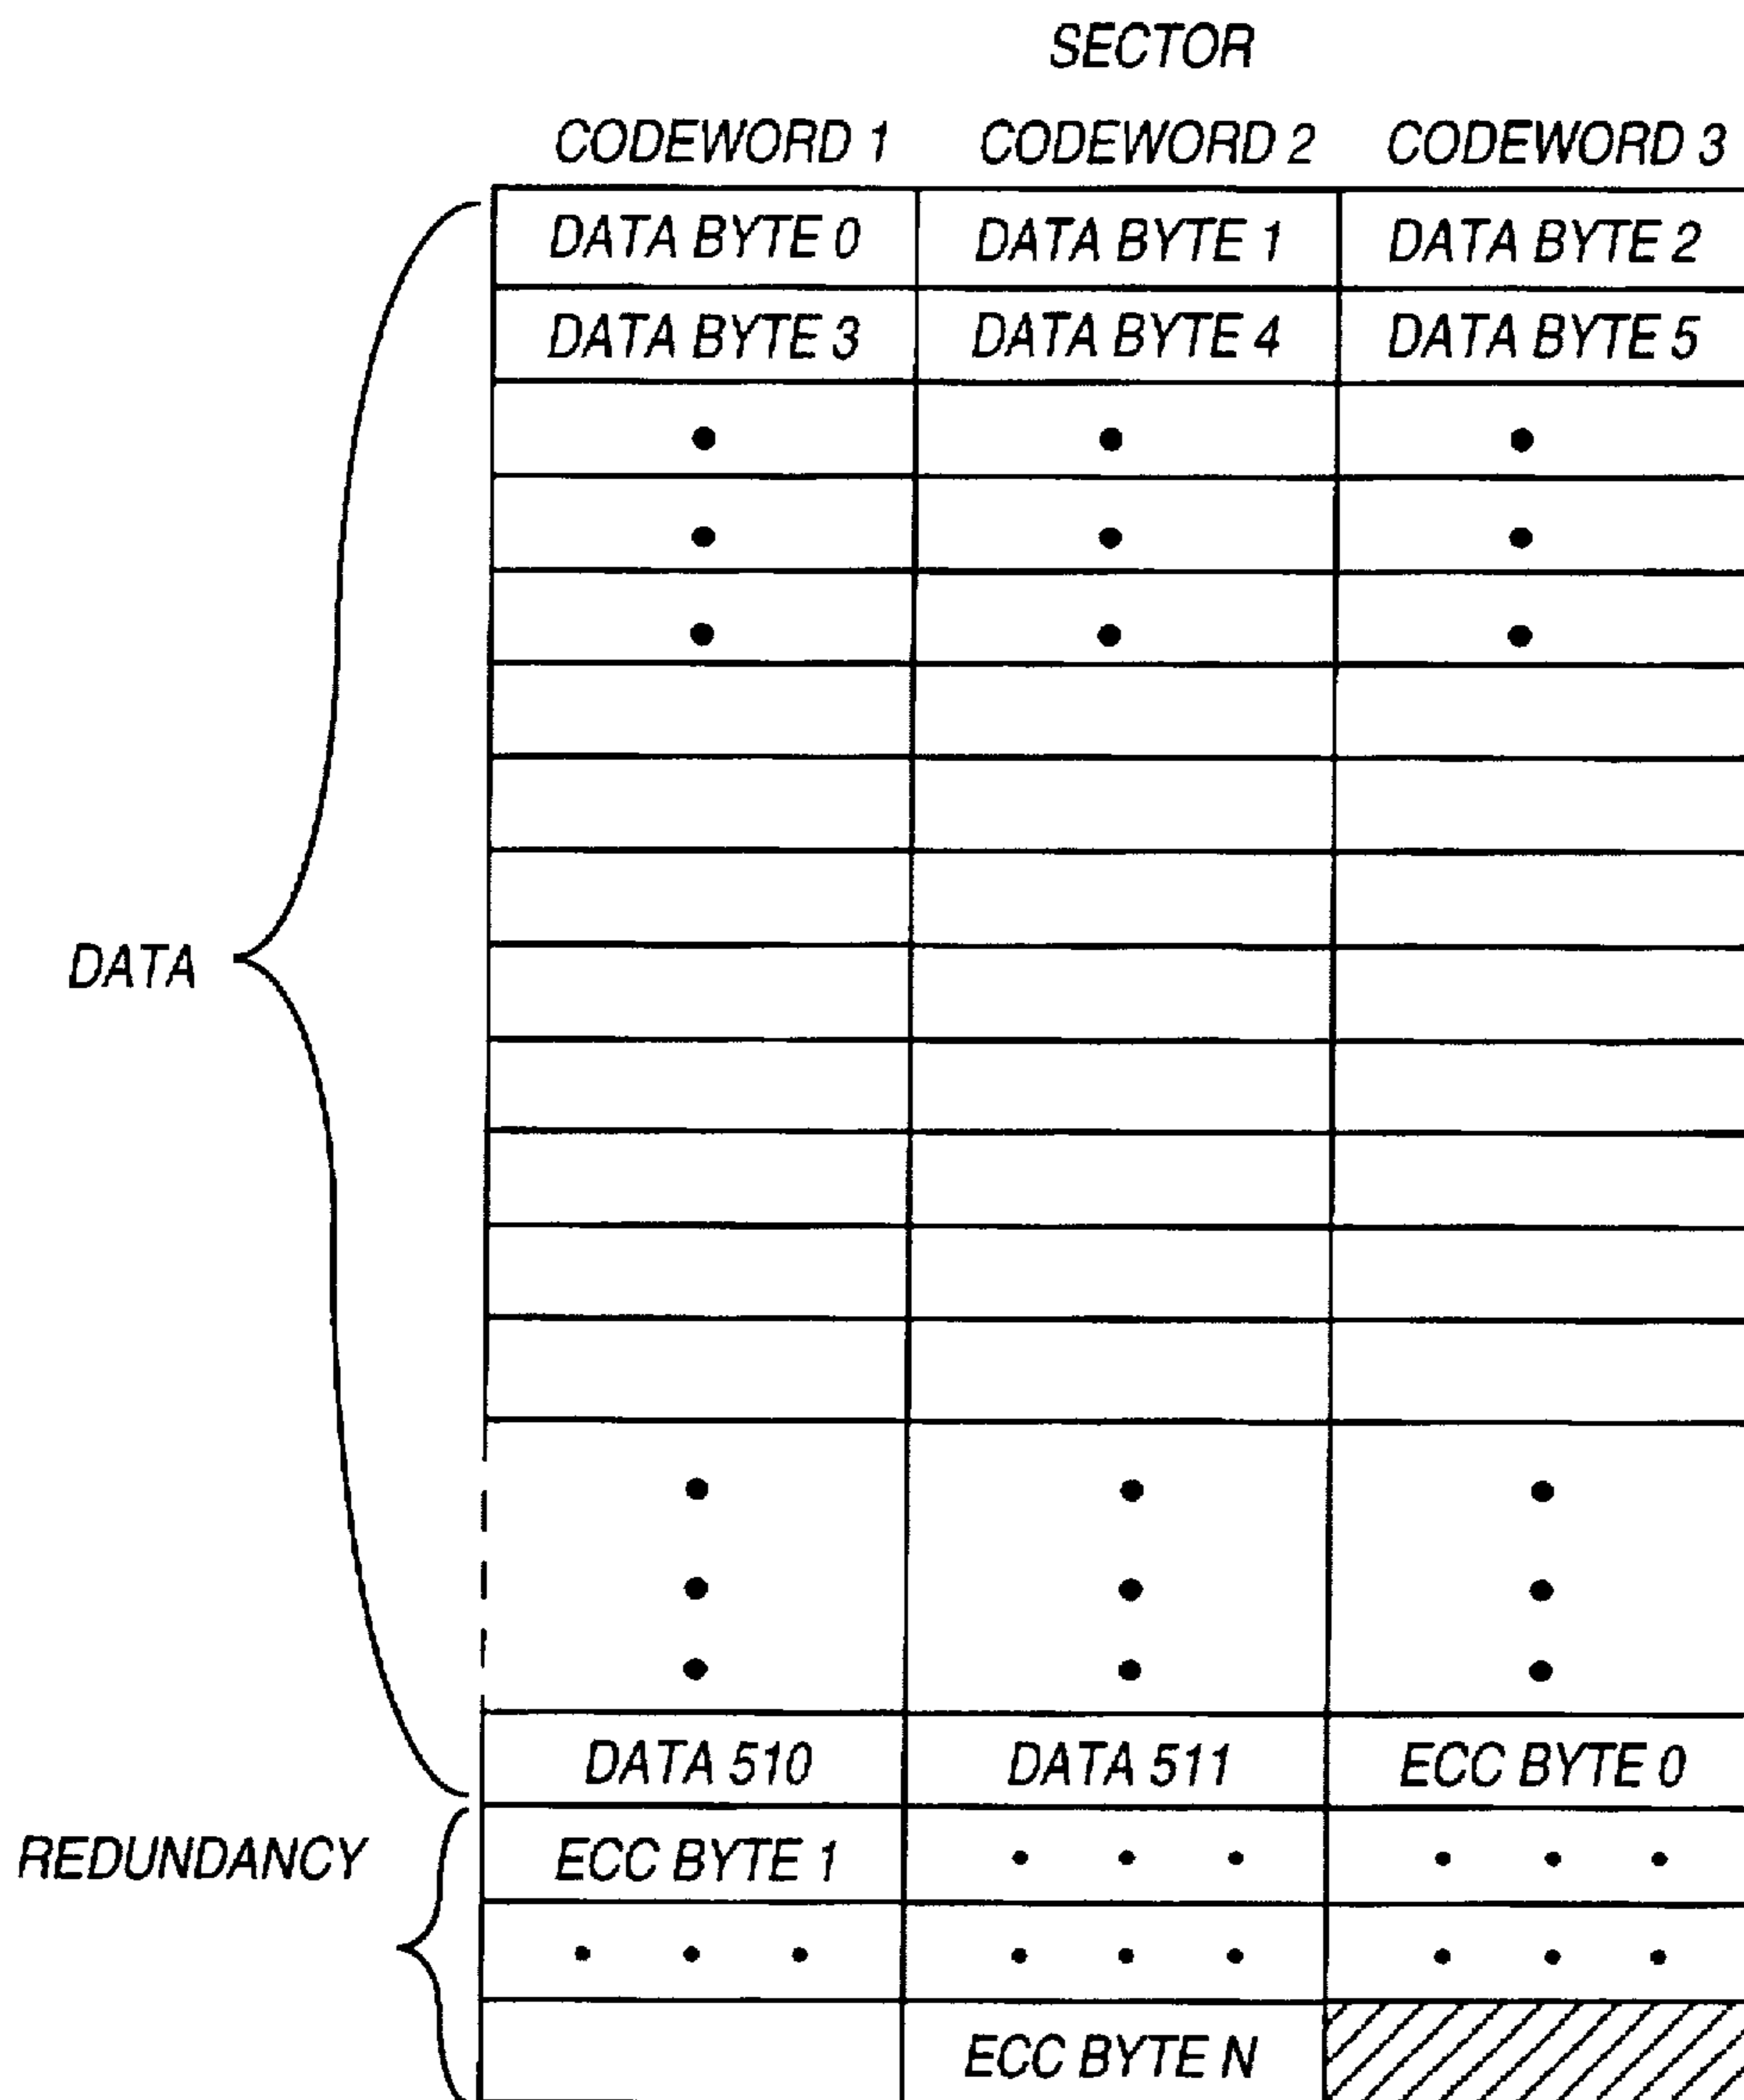 SECTOR
CODEWORD 1 CODEWORD 2 CODEWORD 3
DATA BYTE 0 DATA BYTE 1 DATA BYTE 2
DATA BYTE 3 DATA BYTE 4 DATA BYTE 5
DATA
DATA 510 DATA 511 ECC BYTE 0
REDUNDANCY ECC BYTE 1
ECC BYTE N